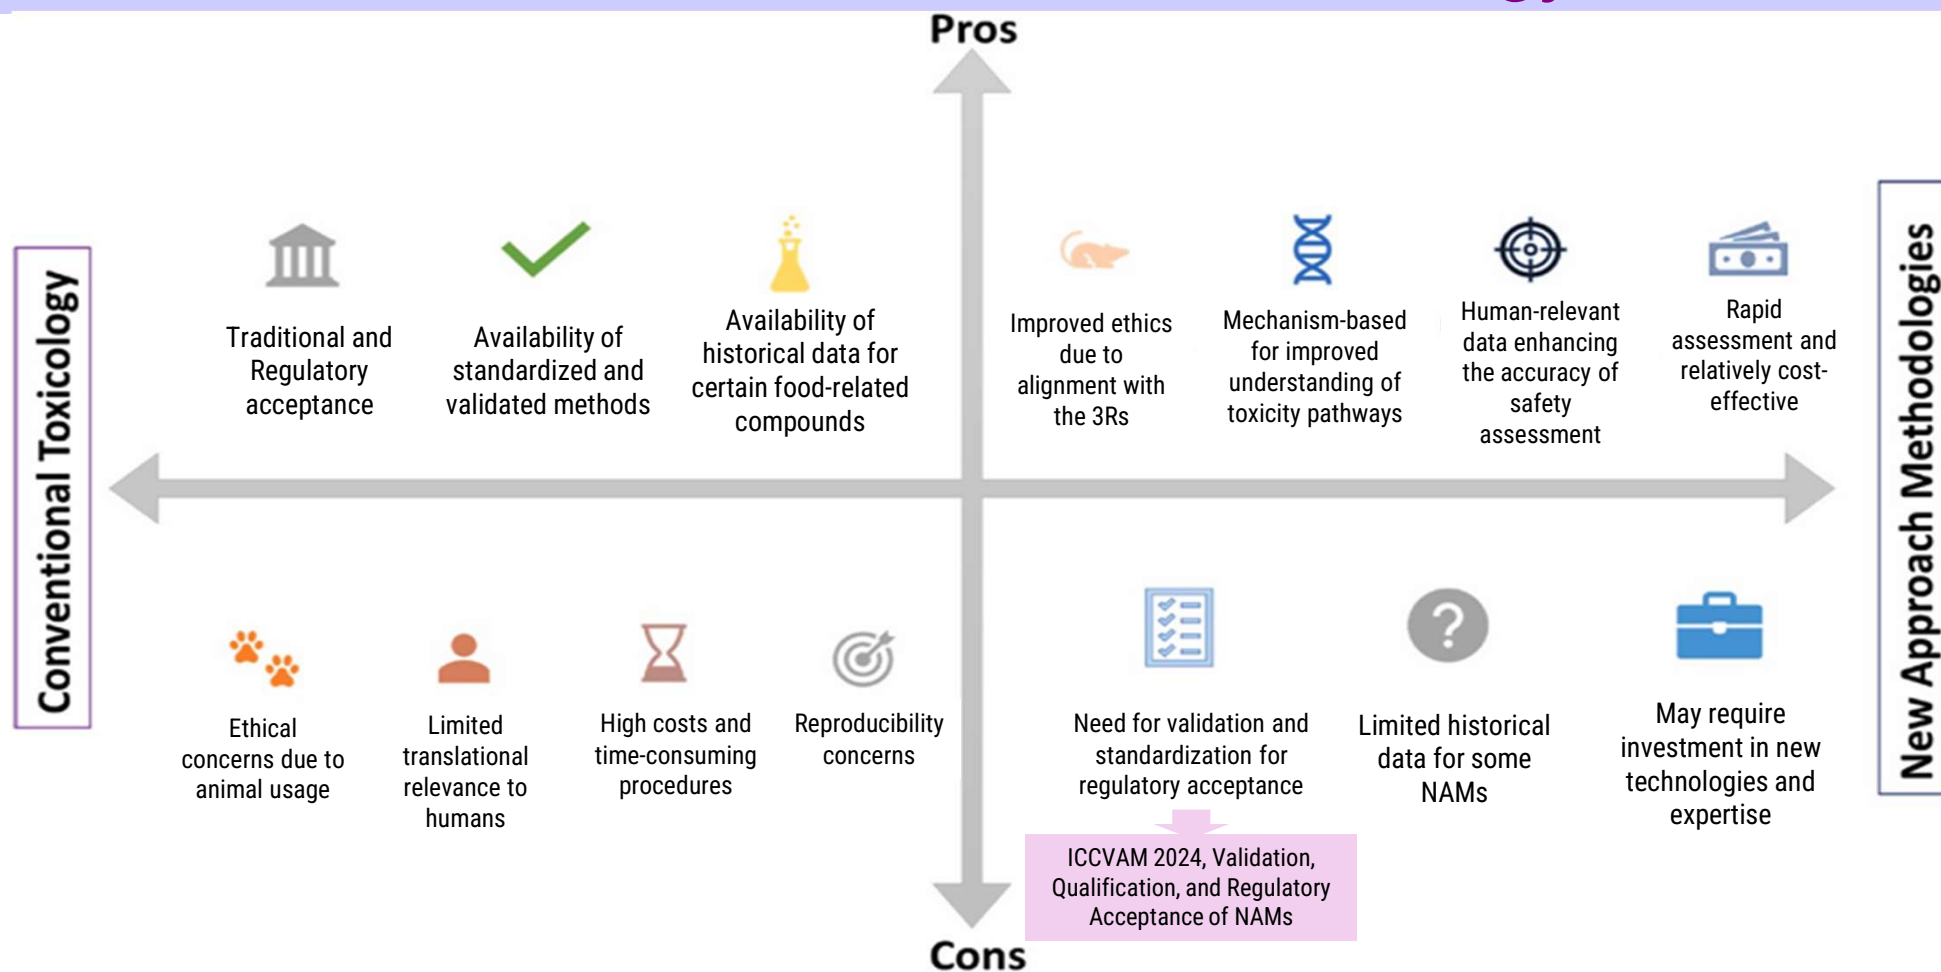 Pros
Conventional Toxicology
Traditional and
Regulatory
acceptance
Availability of
standardized and
validated methods
Availability of
historical data for
certain food-related
compounds
Improved ethics
due to
alignment with
the 3Rs
Mechanism-based
for improved
understanding of
toxicity pathways
Human-relevant
data enhancing
the accuracy of
safety
assessment
Rapid
assessment and
relatively cost-
effective
New Approach Methodologies
Ethical
concerns due to
animal usage
Limited
translational
relevance to
humans
High costs and
time-consuming
procedures
Reproducibility
concerns
Need for validation and
standardization for
regulatory acceptance
Limited historical
data for some
NAMs
May require
investment in new
technologies and
expertise
ICCVAM 2024, Validation,
Qualification, and Regulatory
Acceptance of NAMs
Cons